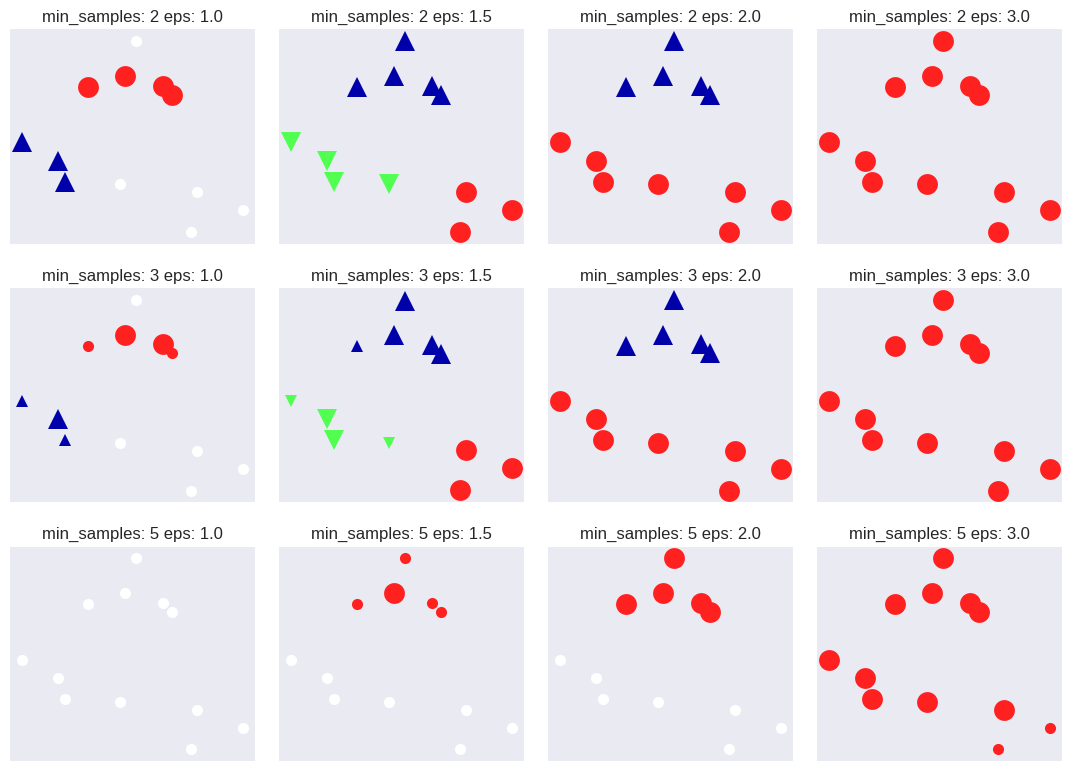 min_samples: 2 eps: 1.0
min_samples: 2 eps: 1.5
min_samples: 2 eps: 2.0
min_samples: 2 eps: 3.0
min_samples: 3 eps: 1.0
min_samples: 3 eps: 1.5
min_samples: 3 eps: 2.0
min_samples: 3 eps: 3.0
min_samples: 5 eps: 1.0
min_samples: 5 eps: 1.5
min_samples: 5 eps: 2.0
min_samples: 5 eps: 3.0